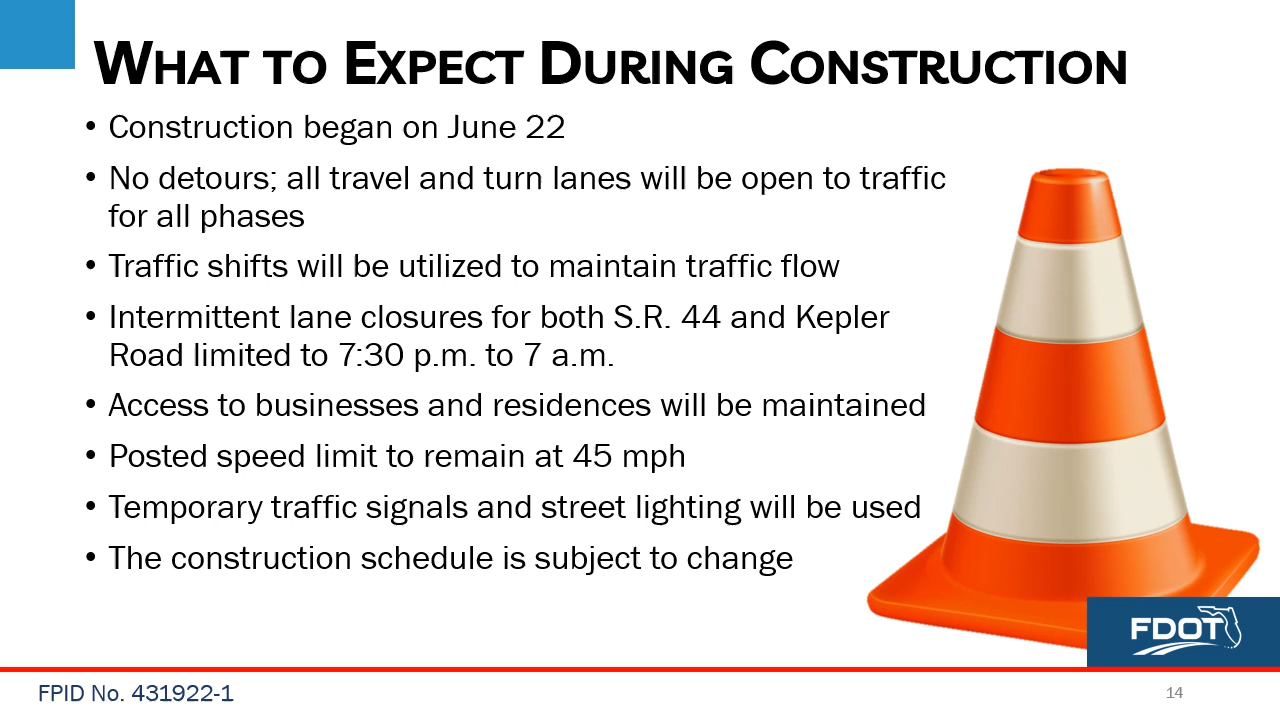 WHAT TO EXPECT DURING CONSTRUCTION
• Construction began on June 22
• No detours; all travel and turn lanes will be open to traffic
for all phases
• Traffic shifts will be utilized to maintain traffic flow
• Intermittent lane closures for both S.R. 44 and Kepler
Road limited to 7:30 p.m. to 7 a.m.
• Access to businesses and residences will be maintained
• Posted speed limit to remain at 45 mph
• Temporary traffic signals and street lighting will be used
• The construction schedule is subject to change
FDOT
FPID No. 431922-1
14